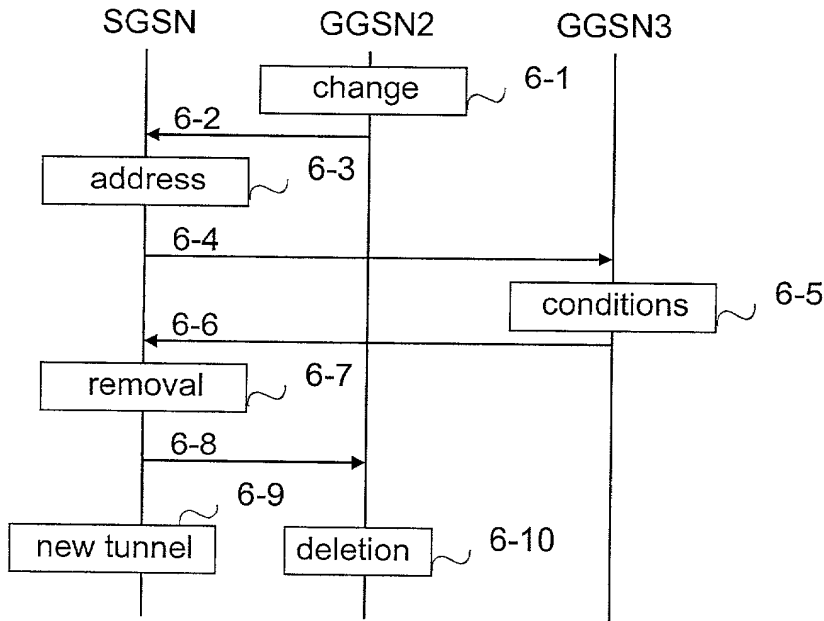 SGSN GGSN2 GGSN3
change 6-1
6-2
address 6-3
6-4
conditions 6-5
6-6
removal 6-7
6-8
6-9
new tunnel deletion 6-10